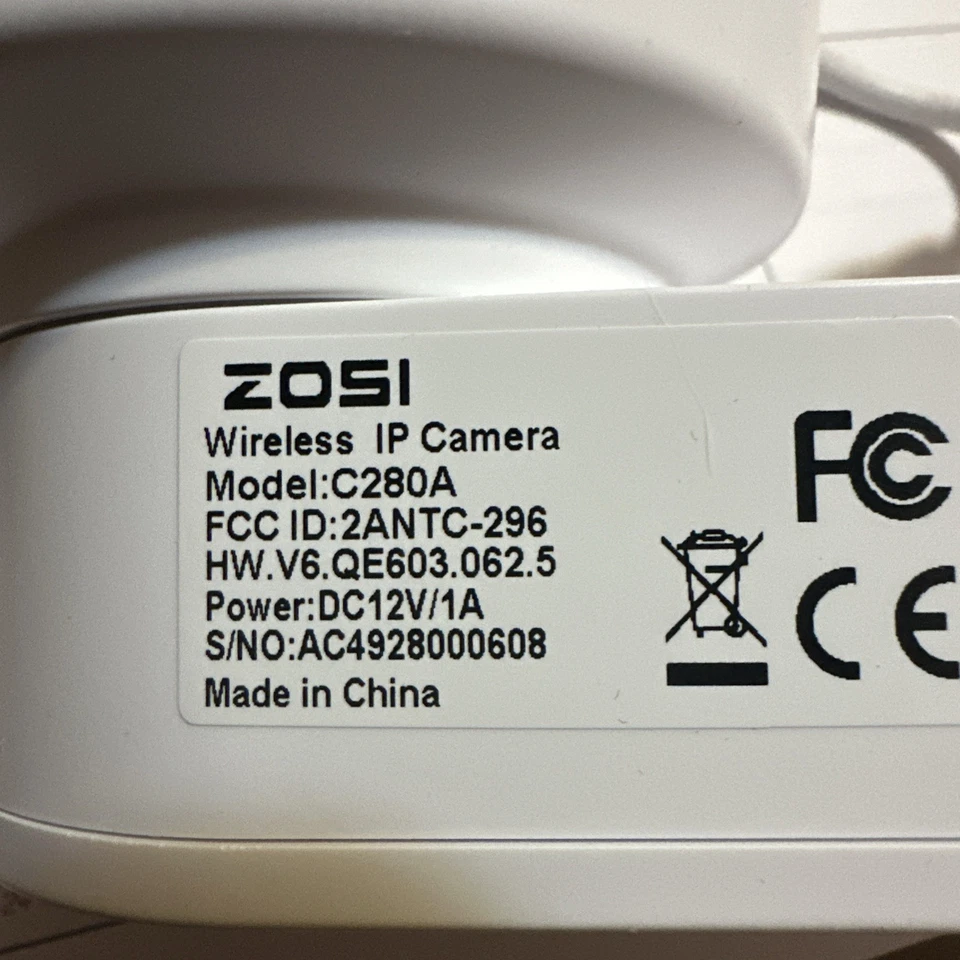 ZOSI
Wireless IP Camera
Model:C280A
FCC ID:2ANTC-296
HW.V6.QE603.062.5
Power:DC12V/1A
S/NO:AC4928000608
Made in China
FC
CE